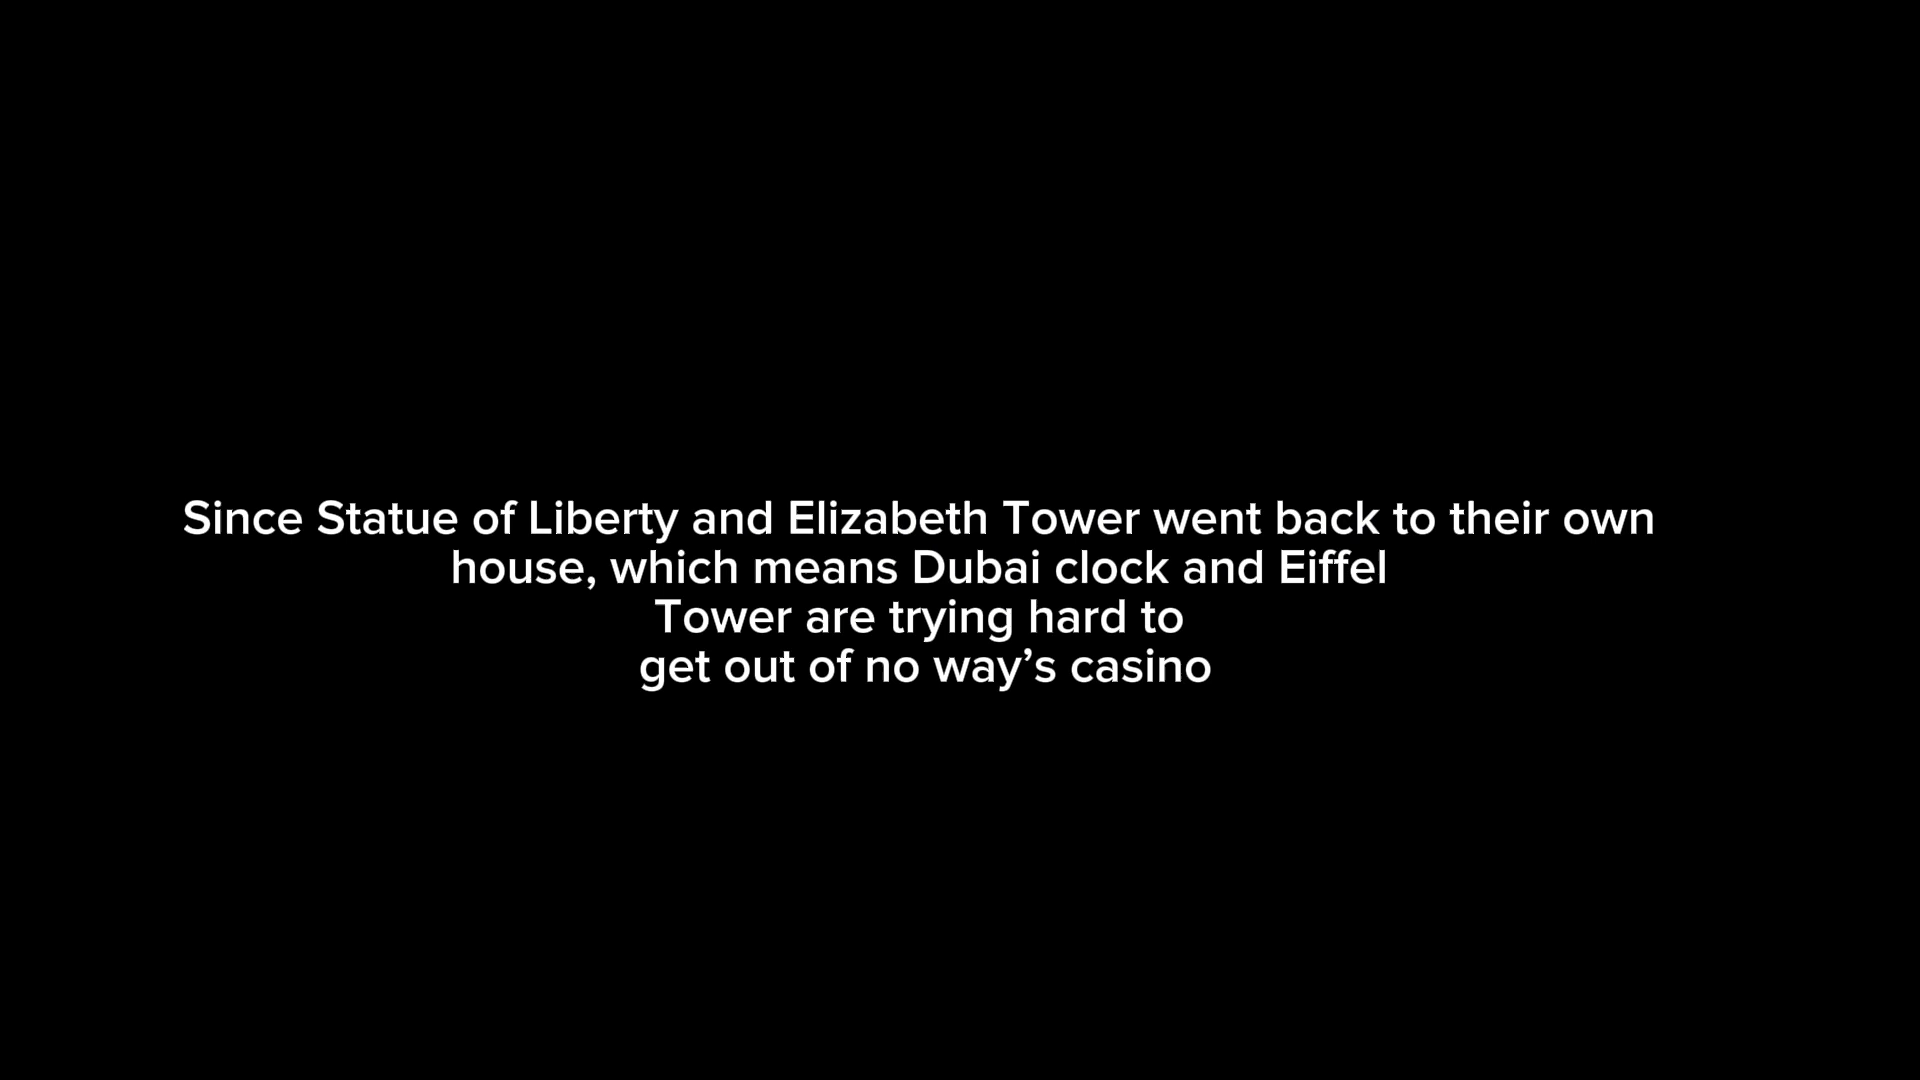 Since Statue of Liberty and Elizabeth Tower went back to their own
house, which means Dubai clock and Eiffel
Tower are trying hard to
get out of no way’s casino